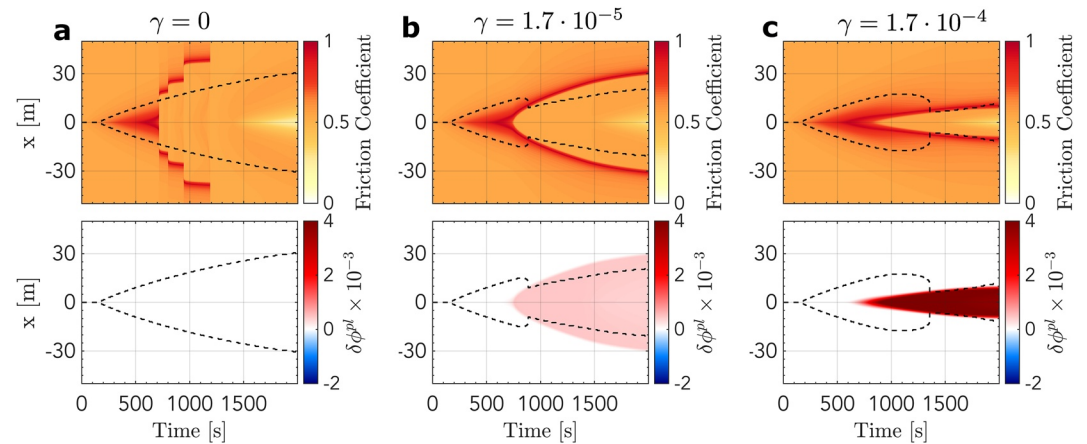 a γ = 0
b γ = 1.7 · 10⁻⁵
c γ = 1.7 · 10⁻⁴
x [m]
30
0
-30
1
0.5
0
Friction Coefficient
1
0.5
0
Friction Coefficient
1
0.5
0
Friction Coefficient
x [m]
30
0
-30
0 500 1000 1500
Time [s]
4
2
0
-2
δϕ^{pl} × 10⁻³
0 500 1000 1500
Time [s]
4
2
0
-2
δϕ^{pl} × 10⁻³
0 500 1000 1500
Time [s]
4
2
0
-2
δϕ^{pl} × 10⁻³